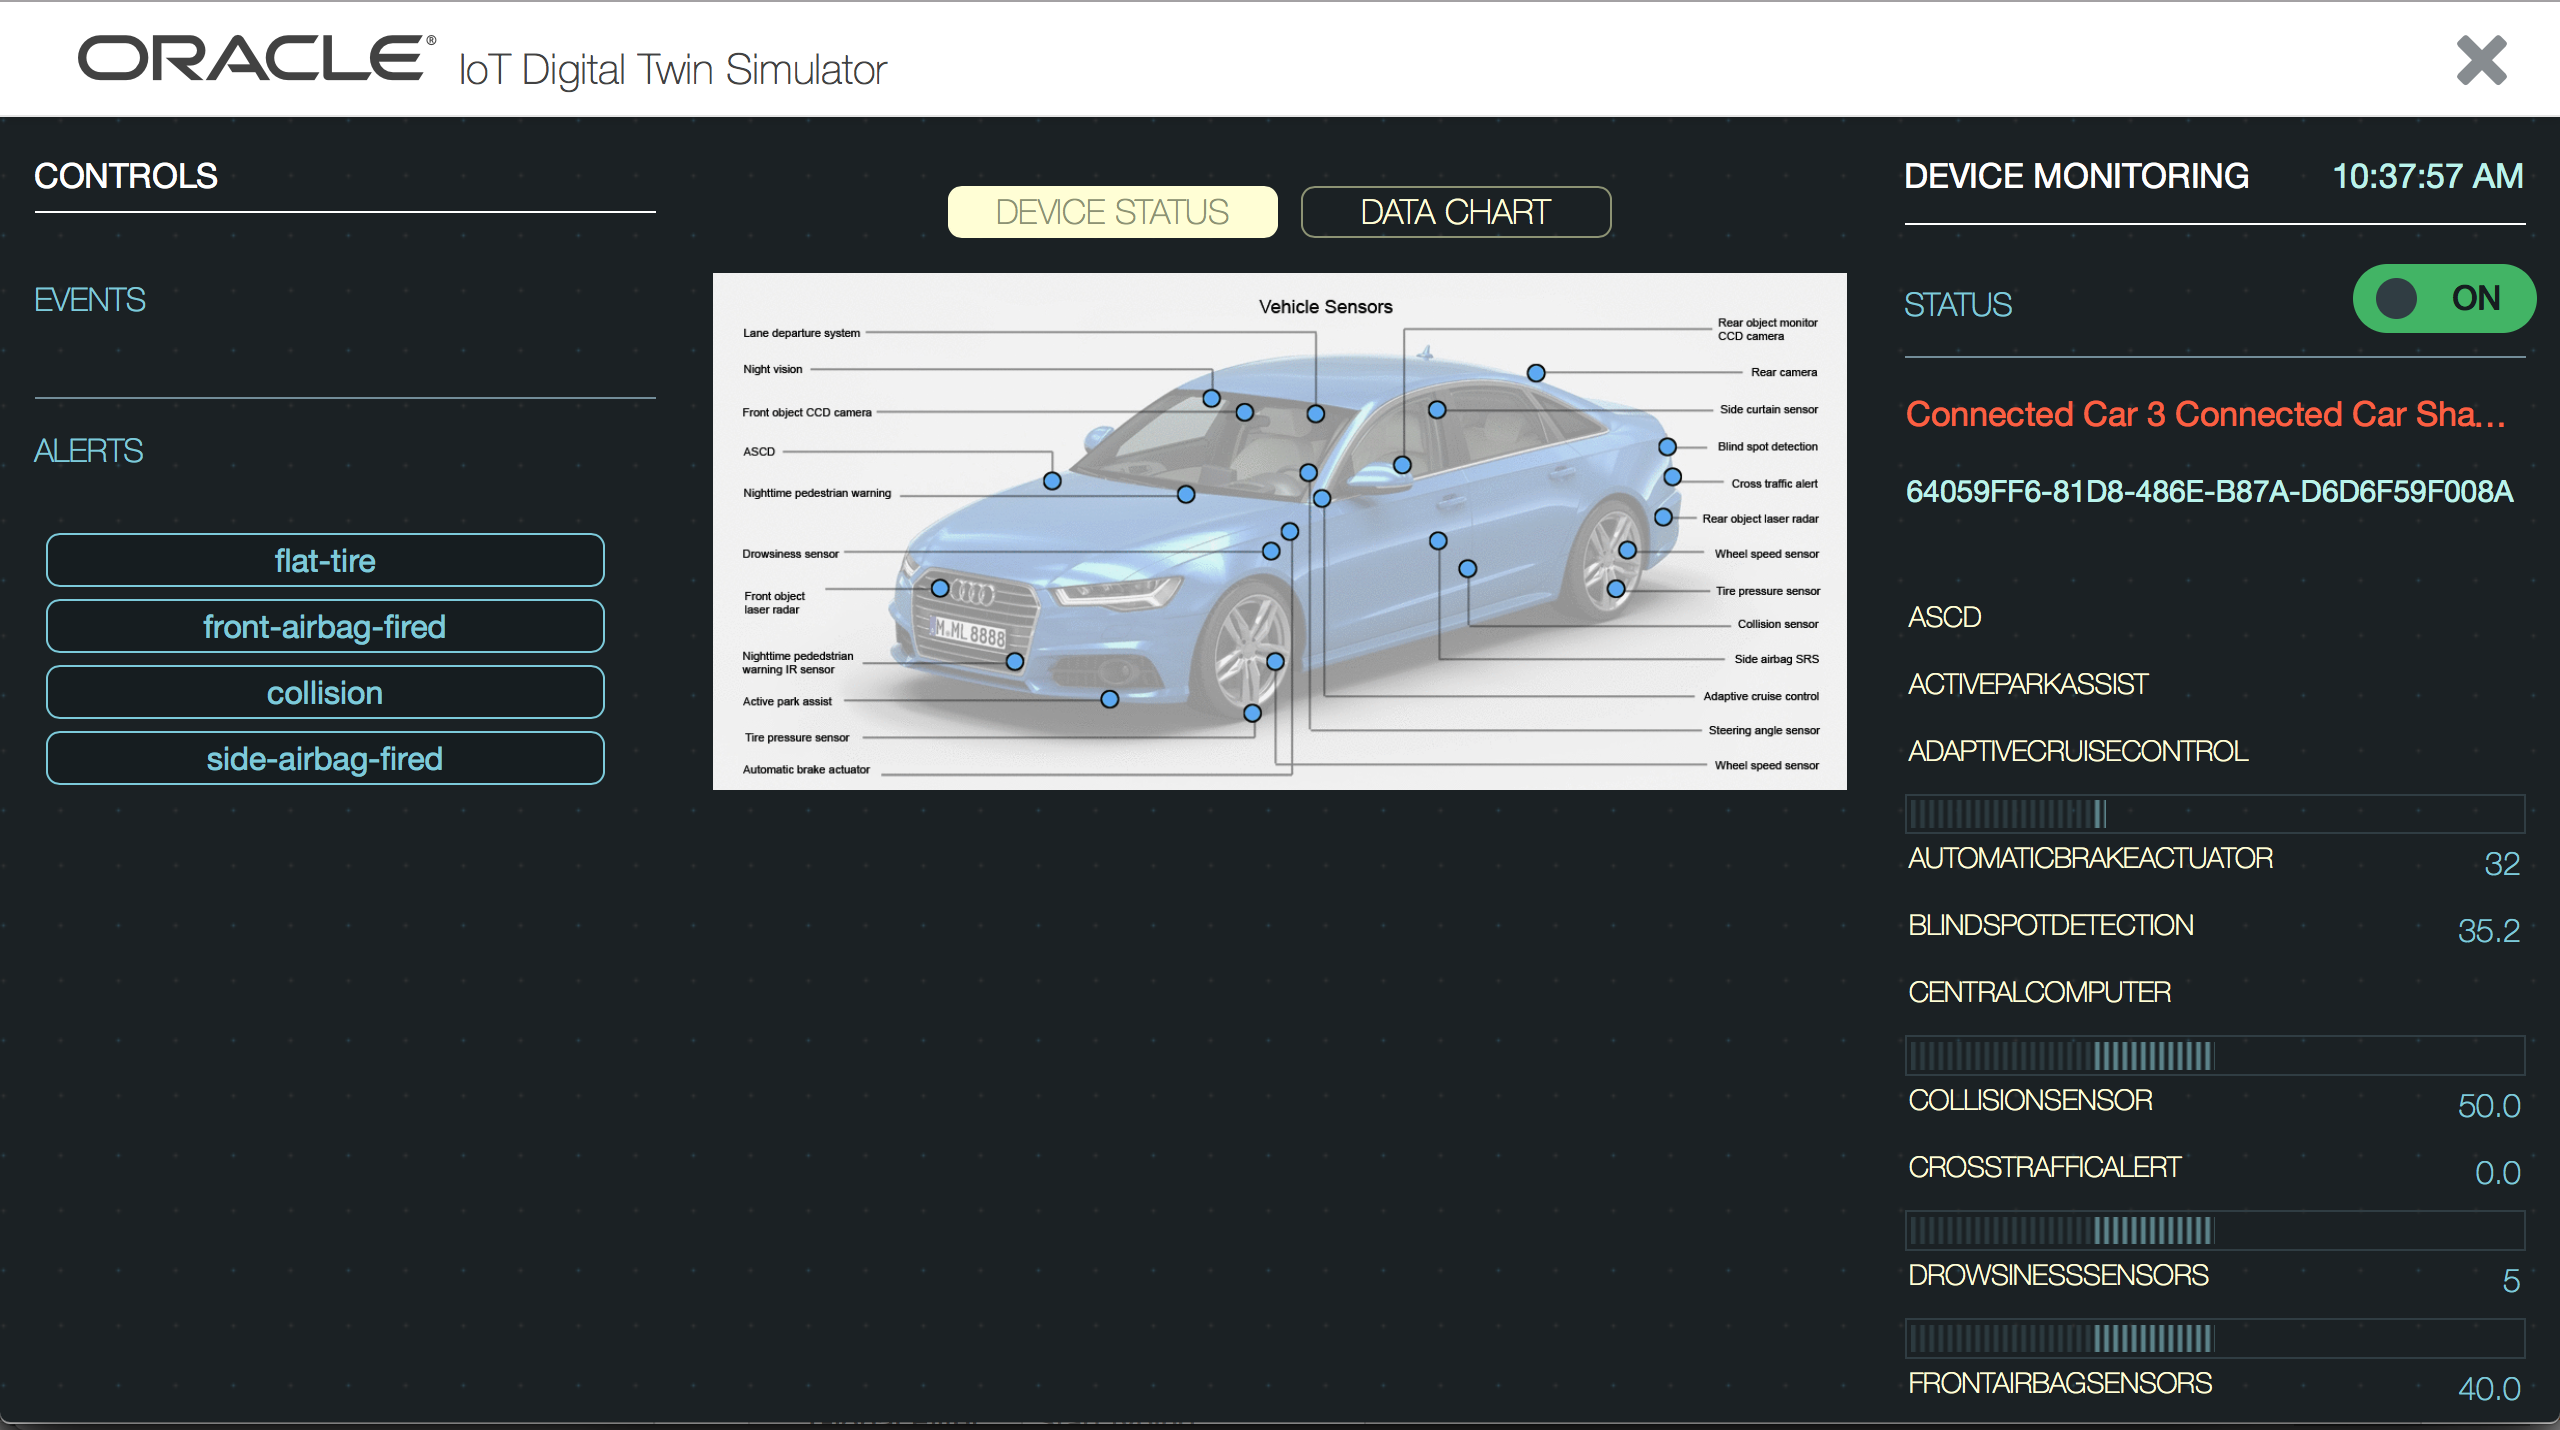 ORACLE® IoT Digital Twin Simulator
CONTROLS
EVENTS
ALERTS
flat-tire
front-airbag-fired
collision
side-airbag-fired
DEVICE STATUS
DATA CHART
Vehicle Sensors
Lane departure system
Night vision
Front object CCD camera
ASCD
Nighttime pedestrian warning
Drowsiness sensor
Front object
laser radar
Nighttime pededstrian
warning IR sensor
Active park assist
Tire pressure sensor
Automatic brake actuator
M ML 8888
Rear object monitor
CCD camera
Rear camera
Side curtain sensor
Blind spot detection
Cross traffic alert
Rear object laser radar
Wheel speed sensor
Tire pressure sensor
Collision sensor
Side airbag SRS
Adaptive cruise control
Steering angle sensor
Wheel speed sensor
DEVICE MONITORING 10:37:57 AM
STATUS ON
Connected Car 3 Connected Car Sha...
64059FF6-81D8-486E-B87A-D6D6F59F008A
ASCD
ACTIVEPARKASSIST
ADAPTIVECRUISECONTROL
AUTOMATICBRAKEACTUATOR 32
BLINDSPOTDETECTION 35.2
CENTRALCOMPUTER
COLLISIONSENSOR 50.0
CROSSTRAFFICALERT 0.0
DROWSINESSSENSORS 5
FRONTAIRBAGSENSORS 40.0